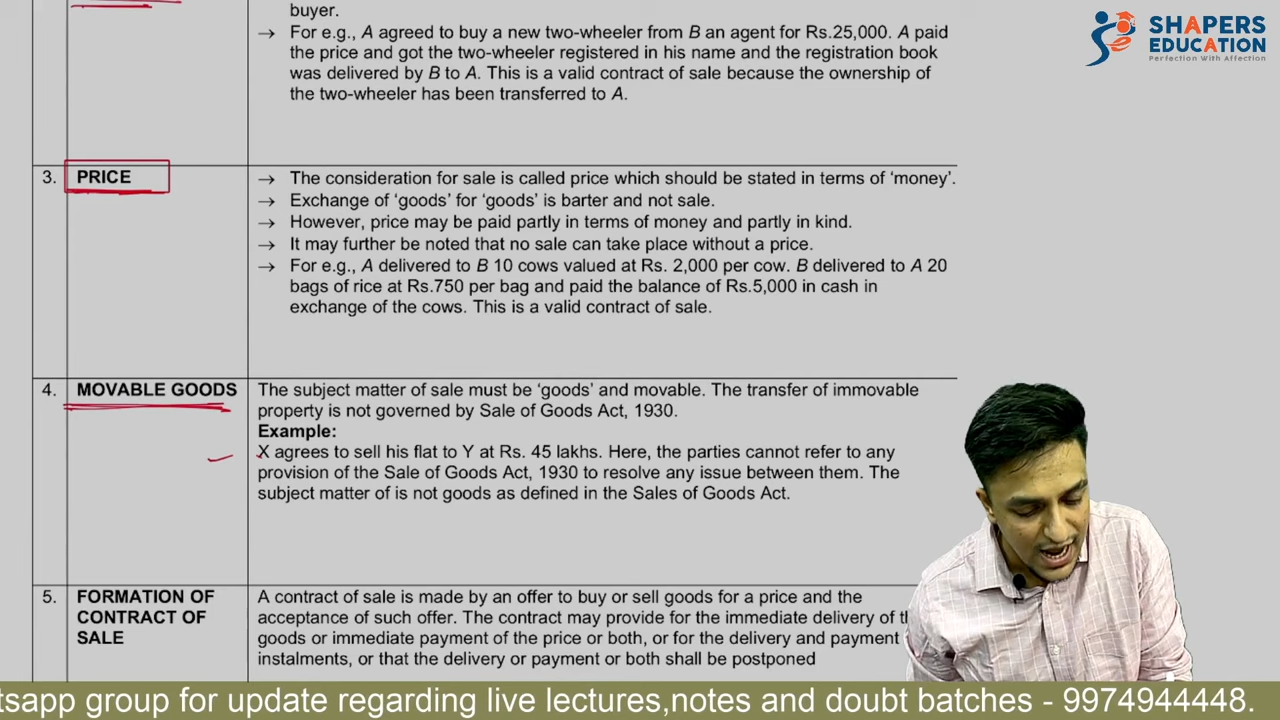 buyer.
→ For e.g., A agreed to buy a new two-wheeler from B an agent for Rs.25,000. A paid
the price and got the two-wheeler registered in his name and the registration book
was delivered by B to A. This is a valid contract of sale because the ownership of
the two-wheeler has been transferred to A.
SHAPERS
EDUCATION
Perfection With Affection
3. PRICE
→ The consideration for sale is called price which should be stated in terms of ‘money’.
→ Exchange of ‘goods’ for ‘goods’ is barter and not sale.
→ However, price may be paid partly in terms of money and partly in kind.
→ It may further be noted that no sale can take place without a price.
→ For e.g., A delivered to B 10 cows valued at Rs. 2,000 per cow. B delivered to A 20
bags of rice at Rs.750 per bag and paid the balance of Rs.5,000 in cash in
exchange of the cows. This is a valid contract of sale.
4. MOVABLE GOODS
The subject matter of sale must be ‘goods’ and movable. The transfer of immovable
property is not governed by Sale of Goods Act, 1930.
Example:
X agrees to sell his flat to Y at Rs. 45 lakhs. Here, the parties cannot refer to any
provision of the Sale of Goods Act, 1930 to resolve any issue between them. The
subject matter of is not goods as defined in the Sales of Goods Act.
5. FORMATION OF
CONTRACT OF
SALE
A contract of sale is made by an offer to buy or sell goods for a price and the
acceptance of such offer. The contract may provide for the immediate delivery of
goods or immediate payment of the price or both, or for the delivery and payment
instalments, or that the delivery or payment or both shall be postponed
tsapp group for update regarding live lectures,notes and doubt batches - 9974944448.